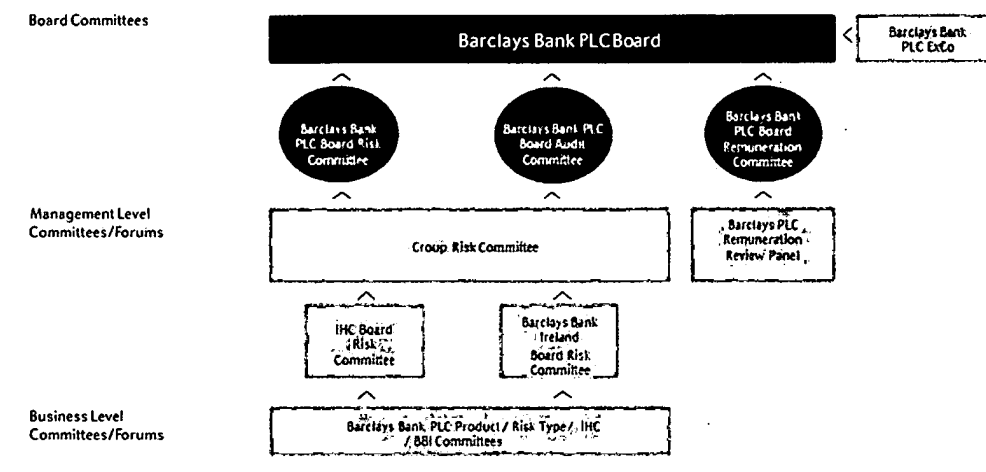 Board Committees
Barclays Bank PLC Board
Barclays Bank
PLC ExCo
Barclays Bank
PLC Board Risk
Committee
Barclays Bank PLC
Board Audit
Committee
Barclays Bank
PLC Board
Remuneration
Committee
Management Level
Committees/Forums
Group Risk Committee
Barclays PLC
Remuneration
Review Panel
IHC Board
Risk
Committee
Barclays Bank
Ireland
Board Risk
Committee
Business Level
Committees/Forums
Barclays Bank PLC Product / Risk Type / IHC
/ BBI Committees